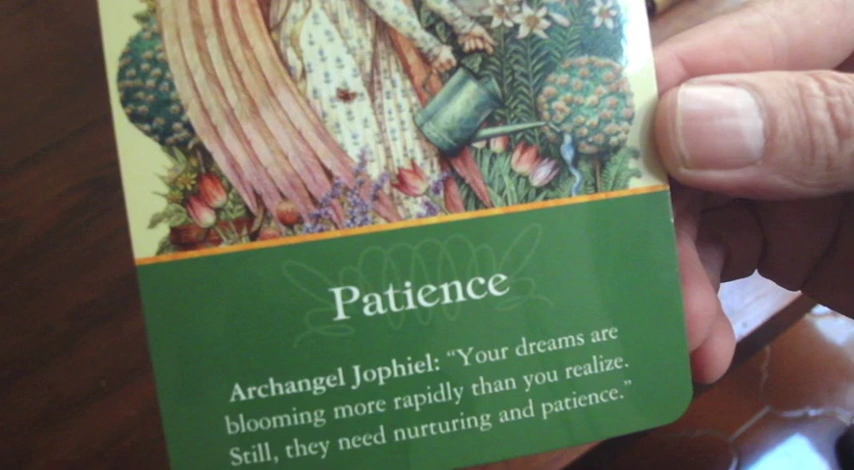 Patience
Archangel Jophiel: “Your dreams are
blooming more rapidly than you realize.
Still, they need nurturing and patience.”